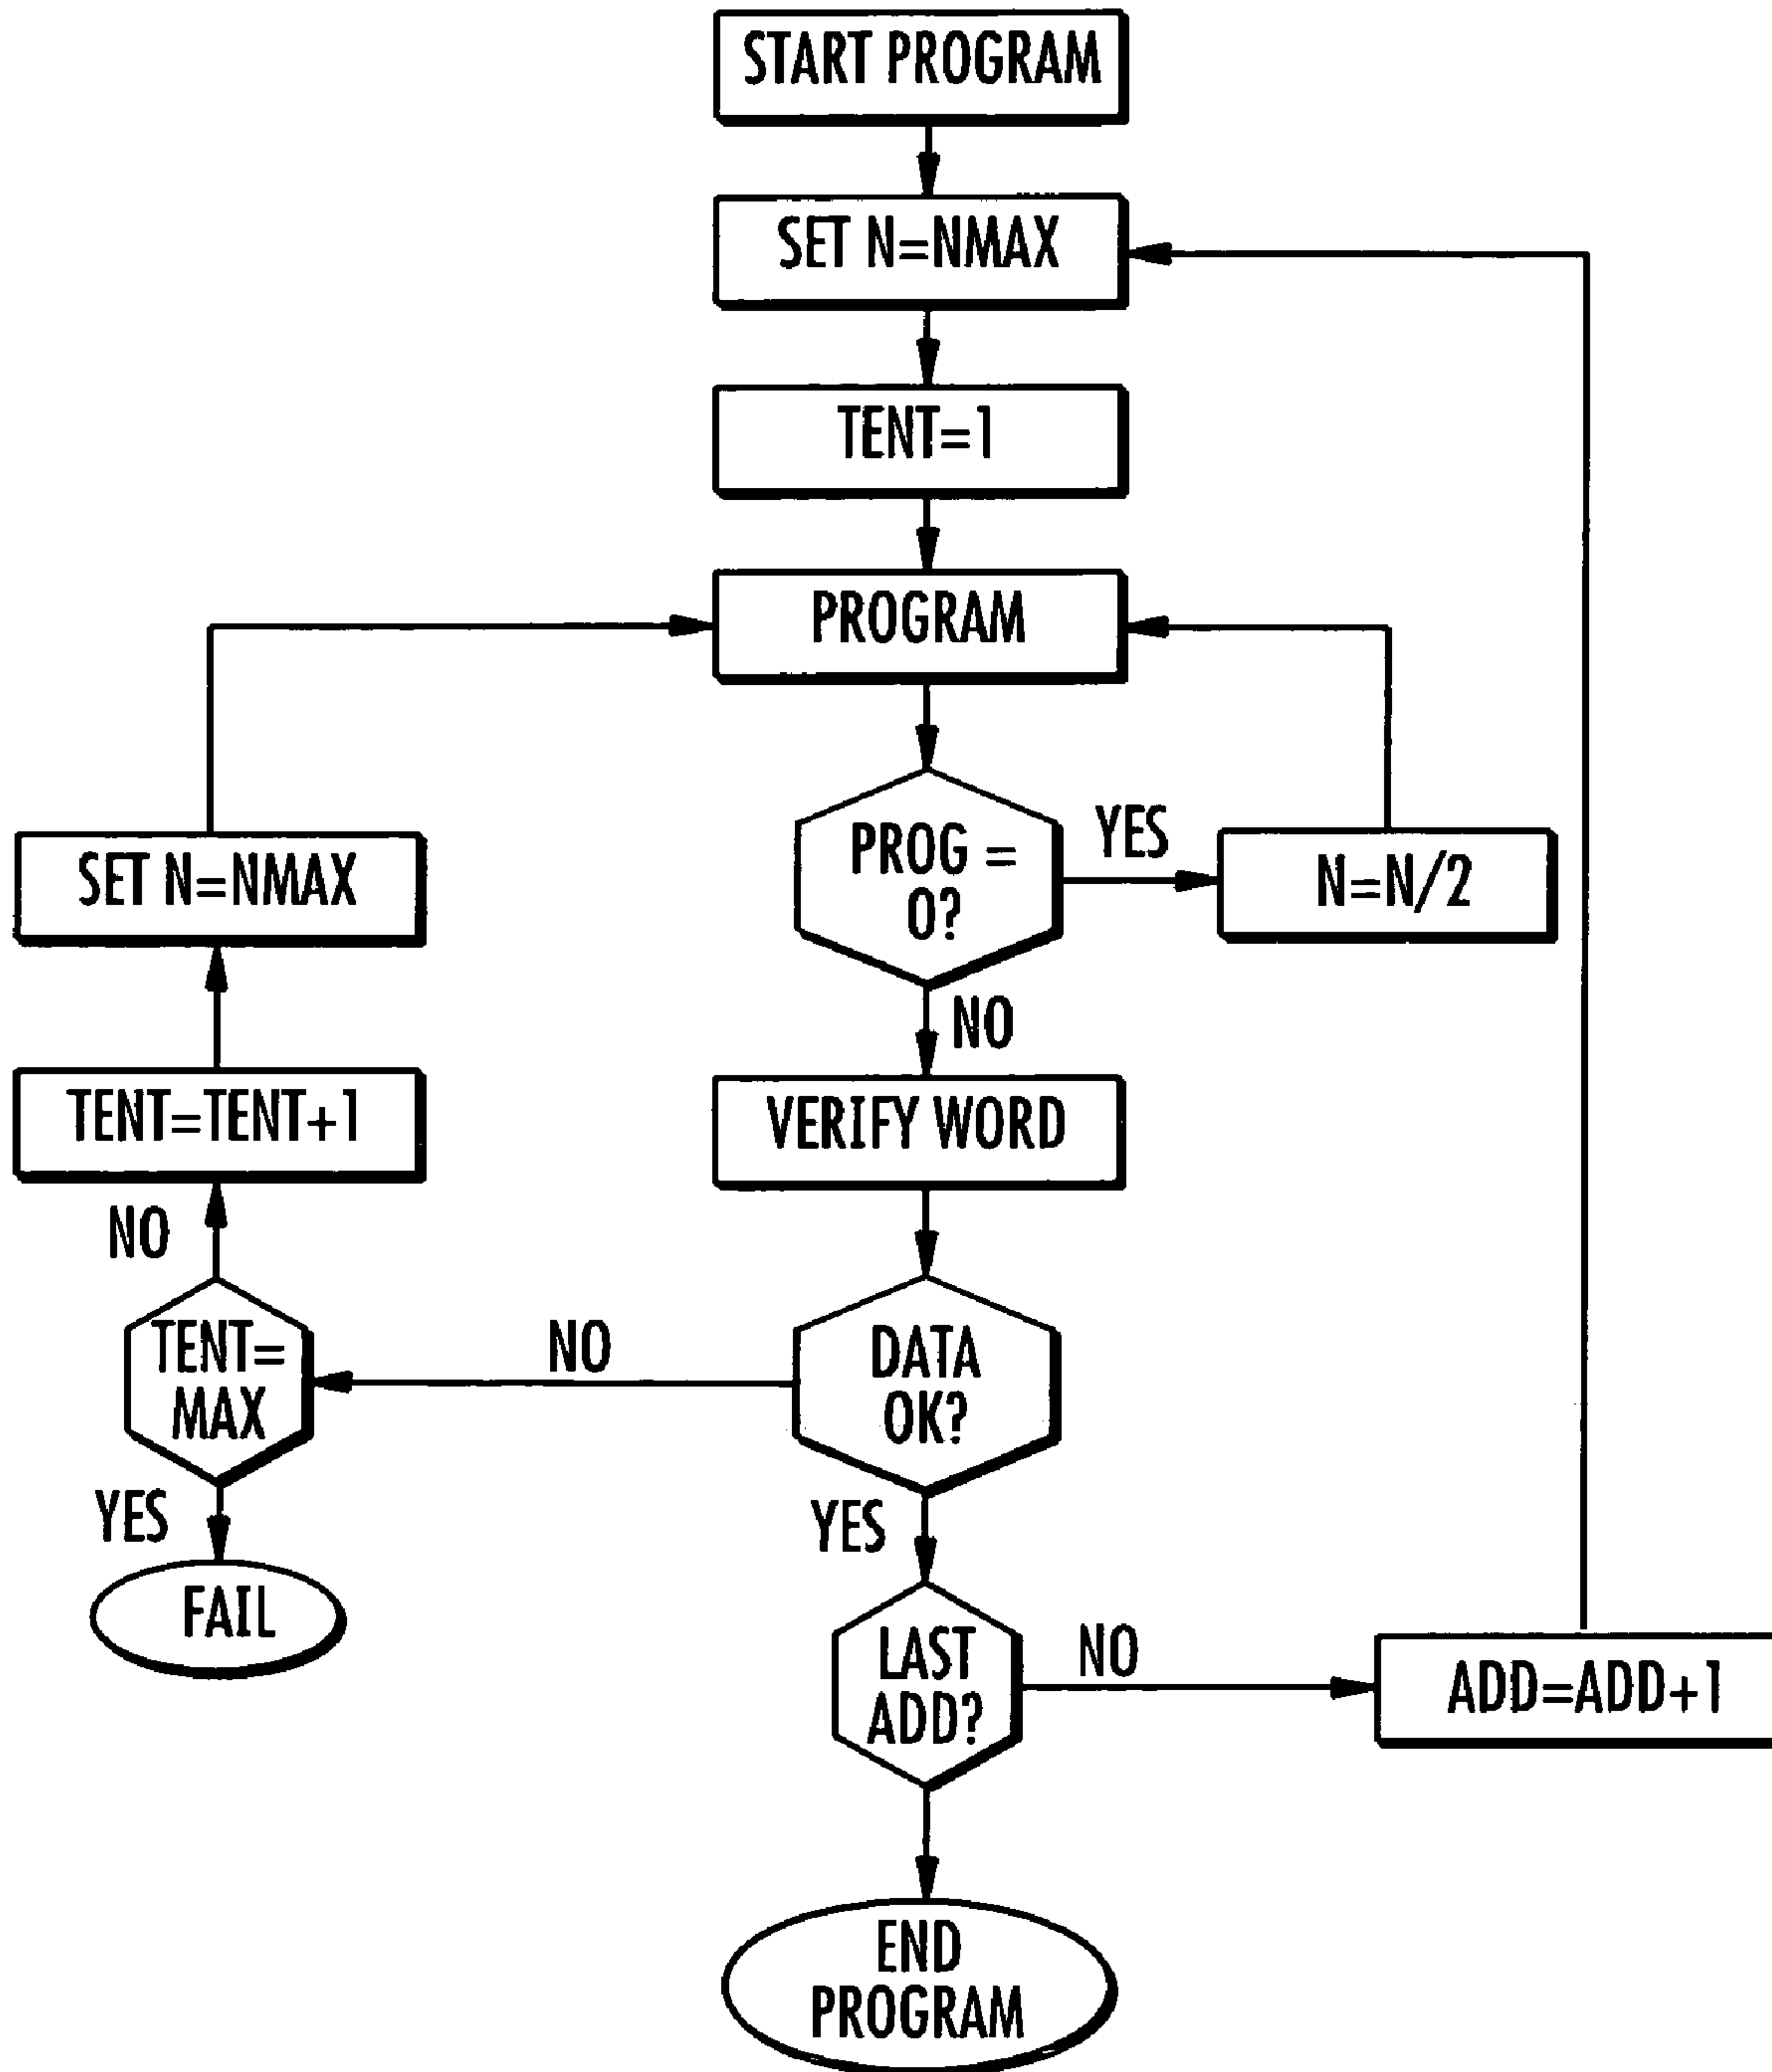 START PROGRAM
SET N=NMAX
TENT=1
PROGRAM
PROG =
0?
YES
N=N/2
NO
VERIFY WORD
DATA
OK?
NO
TENT=
MAX
NO
TENT=TENT+1
SET N=NMAX
YES
FAIL
YES
LAST
ADD?
NO
ADD=ADD+1
END
PROGRAM